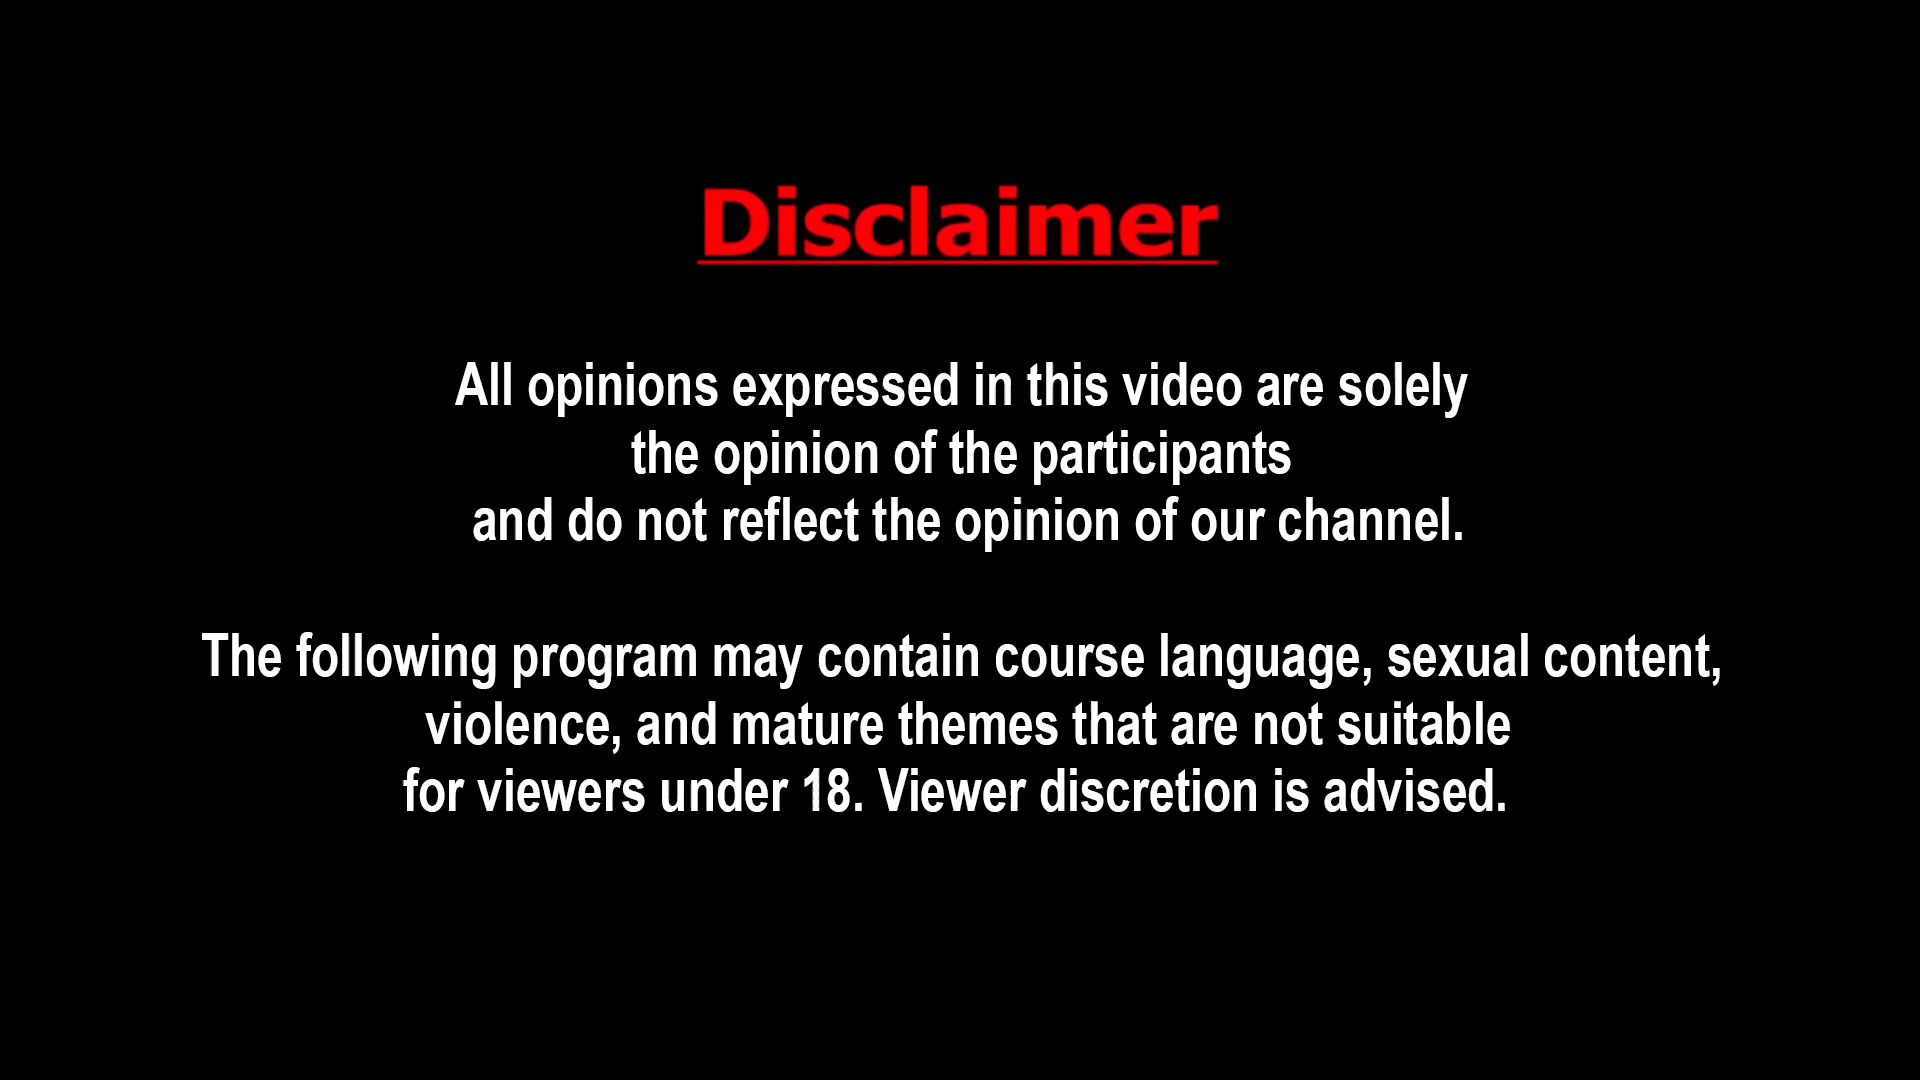 Disclaimer
All opinions expressed in this video are solely
the opinion of the participants
and do not reflect the opinion of our channel.
The following program may contain course language, sexual content,
violence, and mature themes that are not suitable
for viewers under 18. Viewer discretion is advised.